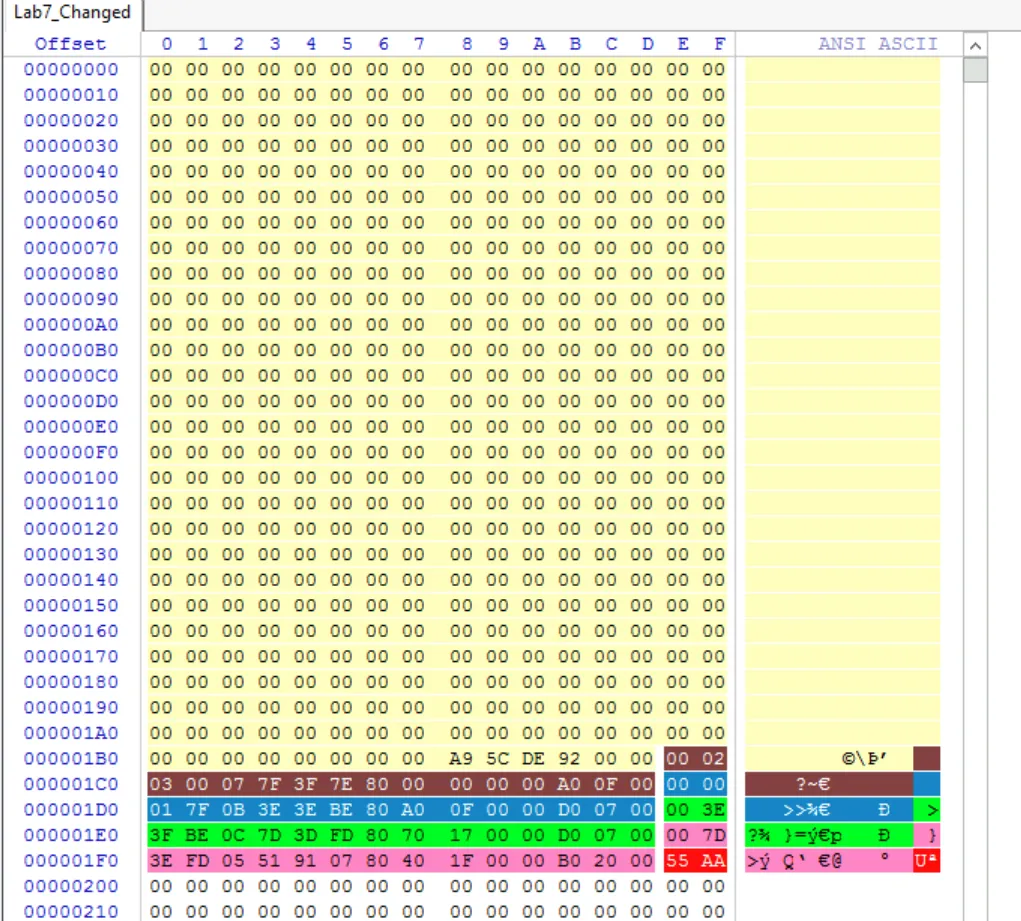 Lab7_Changed
Offset 0 1 2 3 4 5 6 7 8 9 A B C D E F ANSI ASCII
00000000 00 00 00 00 00 00 00 00 00 00 00 00 00 00 00 00
00000010 00 00 00 00 00 00 00 00 00 00 00 00 00 00 00 00
00000020 00 00 00 00 00 00 00 00 00 00 00 00 00 00 00 00
00000030 00 00 00 00 00 00 00 00 00 00 00 00 00 00 00 00
00000040 00 00 00 00 00 00 00 00 00 00 00 00 00 00 00 00
00000050 00 00 00 00 00 00 00 00 00 00 00 00 00 00 00 00
00000060 00 00 00 00 00 00 00 00 00 00 00 00 00 00 00 00
00000070 00 00 00 00 00 00 00 00 00 00 00 00 00 00 00 00
00000080 00 00 00 00 00 00 00 00 00 00 00 00 00 00 00 00
00000090 00 00 00 00 00 00 00 00 00 00 00 00 00 00 00 00
000000A0 00 00 00 00 00 00 00 00 00 00 00 00 00 00 00 00
000000B0 00 00 00 00 00 00 00 00 00 00 00 00 00 00 00 00
000000C0 00 00 00 00 00 00 00 00 00 00 00 00 00 00 00 00
000000D0 00 00 00 00 00 00 00 00 00 00 00 00 00 00 00 00
000000E0 00 00 00 00 00 00 00 00 00 00 00 00 00 00 00 00
000000F0 00 00 00 00 00 00 00 00 00 00 00 00 00 00 00 00
00000100 00 00 00 00 00 00 00 00 00 00 00 00 00 00 00 00
00000110 00 00 00 00 00 00 00 00 00 00 00 00 00 00 00 00
00000120 00 00 00 00 00 00 00 00 00 00 00 00 00 00 00 00
00000130 00 00 00 00 00 00 00 00 00 00 00 00 00 00 00 00
00000140 00 00 00 00 00 00 00 00 00 00 00 00 00 00 00 00
00000150 00 00 00 00 00 00 00 00 00 00 00 00 00 00 00 00
00000160 00 00 00 00 00 00 00 00 00 00 00 00 00 00 00 00
00000170 00 00 00 00 00 00 00 00 00 00 00 00 00 00 00 00
00000180 00 00 00 00 00 00 00 00 00 00 00 00 00 00 00 00
00000190 00 00 00 00 00 00 00 00 00 00 00 00 00 00 00 00
000001A0 00 00 00 00 00 00 00 00 00 00 00 00 00 00 00 00
000001B0 00 00 00 00 00 00 00 00 A9 5C DE 92 00 00 00 02 ©\Þ’
000001C0 03 00 07 7F 3F 7E 80 00 00 00 00 A0 0F 00 00 00 ?~€
000001D0 01 7F 0B 3E 3E BE 80 A0 0F 00 00 D0 07 00 00 3E >>¾€ Ð >
000001E0 3F BE 0C 7D 3D FD 80 70 17 00 00 D0 07 00 00 7D ?¾ }=ý€p Ð }
000001F0 3E FD 05 51 91 07 80 40 1F 00 00 B0 20 00 55 AA >ý Q‘ €@ ° Uª
00000200 00 00 00 00 00 00 00 00 00 00 00 00 00 00 00 00
00000210 00 00 00 00 00 00 00 00 00 00 00 00 00 00 00 00